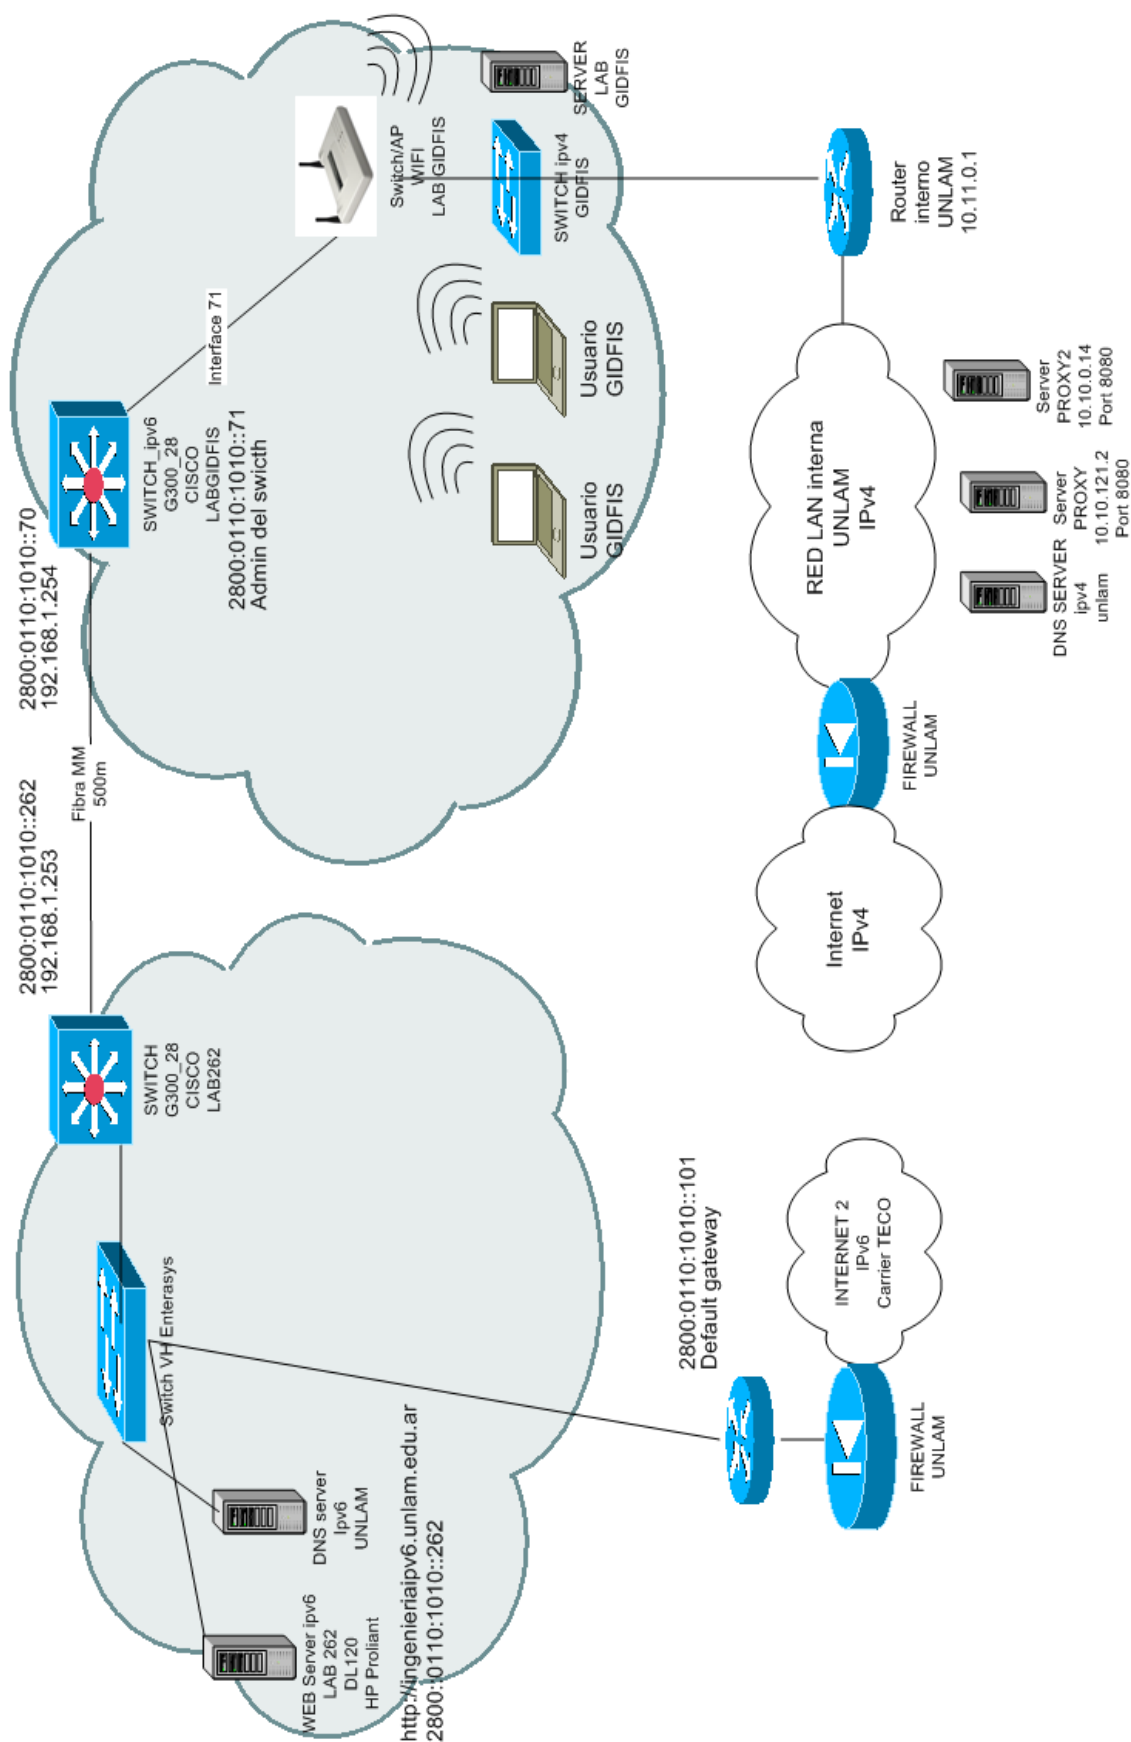 2800:0110:1010::262
192.168.1.253
Fibra MM
500m
2800:0110:1010::70
192.168.1.254
SWITCH
G300_28
CISCO
LAB262
SWITCH_ipv6
G300_28
CISCO
LABGIDFIS
2800:0110:1010::71
Admin del swicth
Interface 71
Switch/AP
WIFI
LAB GIDFIS
SERVER
LAB
GIDFIS
SWITCH ipv4
GIDFIS
Usuario
GIDFIS
Usuario
GIDFIS
Switch VH Enterasys
DNS server
Ipv6
UNLAM
WEB Server ipv6
LAB 262
DL120
HP Proliant
http://ingenieriaipv6.unlam.edu.ar
2800:0110:1010::262
2800:0110:1010::101
Default gateway
FIREWALL
UNLAM
INTERNET 2
IPv6
Carrier TECO
Internet
IPv4
FIREWALL
UNLAM
RED LAN interna
UNLAM
IPv4
Router
interno
UNLAM
10.11.0.1
DNS SERVER
ipv4
unlam
Server
PROXY
10.10.121.2
Port 8080
Server
PROXY2
10.10.0.14
Port 8080